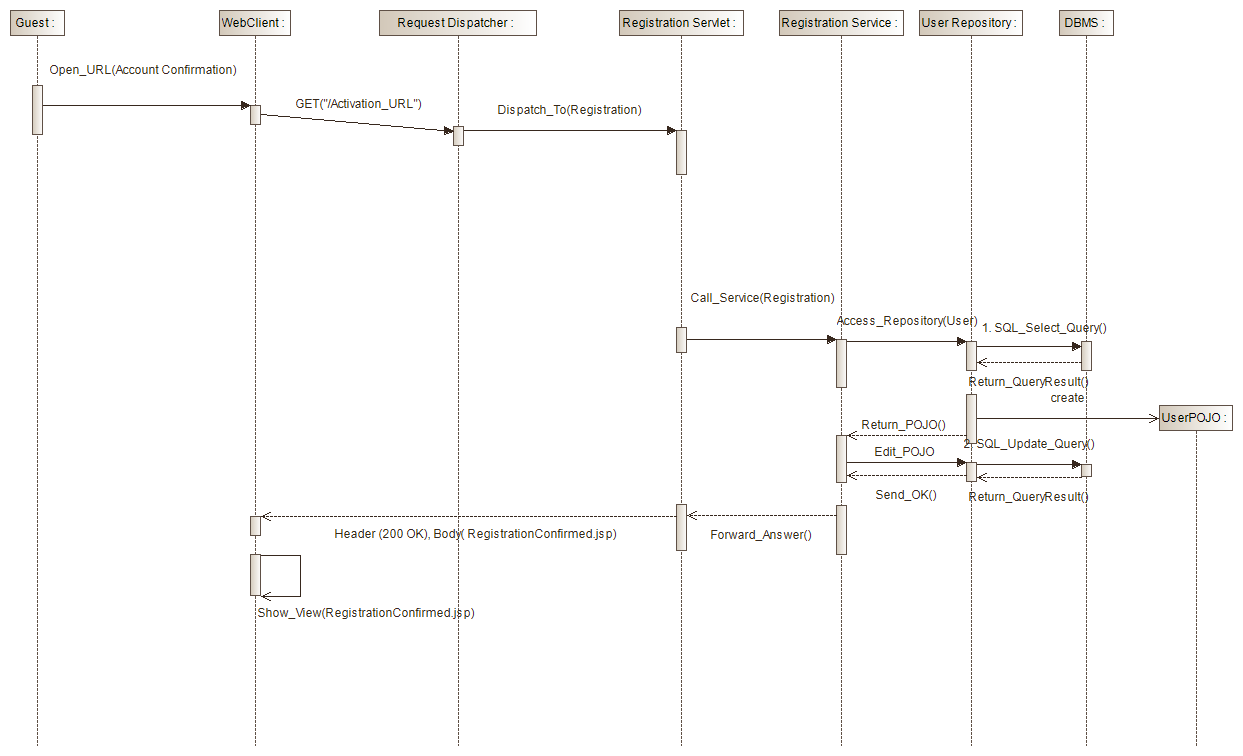 Guest :
WebClient :
Request Dispatcher :
Registration Servlet :
Registration Service :
User Repository :
DBMS :
Open_URL(Account Confirmation)
GET("/Activation_URL")
Dispatch_To(Registration)
Call_Service(Registration)
Access_Repository(User)
1. SQL_Select_Query()
Return_QueryResult()
create
UserPOJO :
Return_POJO()
2. SQL_Update_Query()
Edit_POJO
Send_OK()
Return_QueryResult()
Header (200 OK), Body( RegistrationConfirmed.jsp)
Forward_Answer()
Show_View(RegistrationConfirmed.jsp)